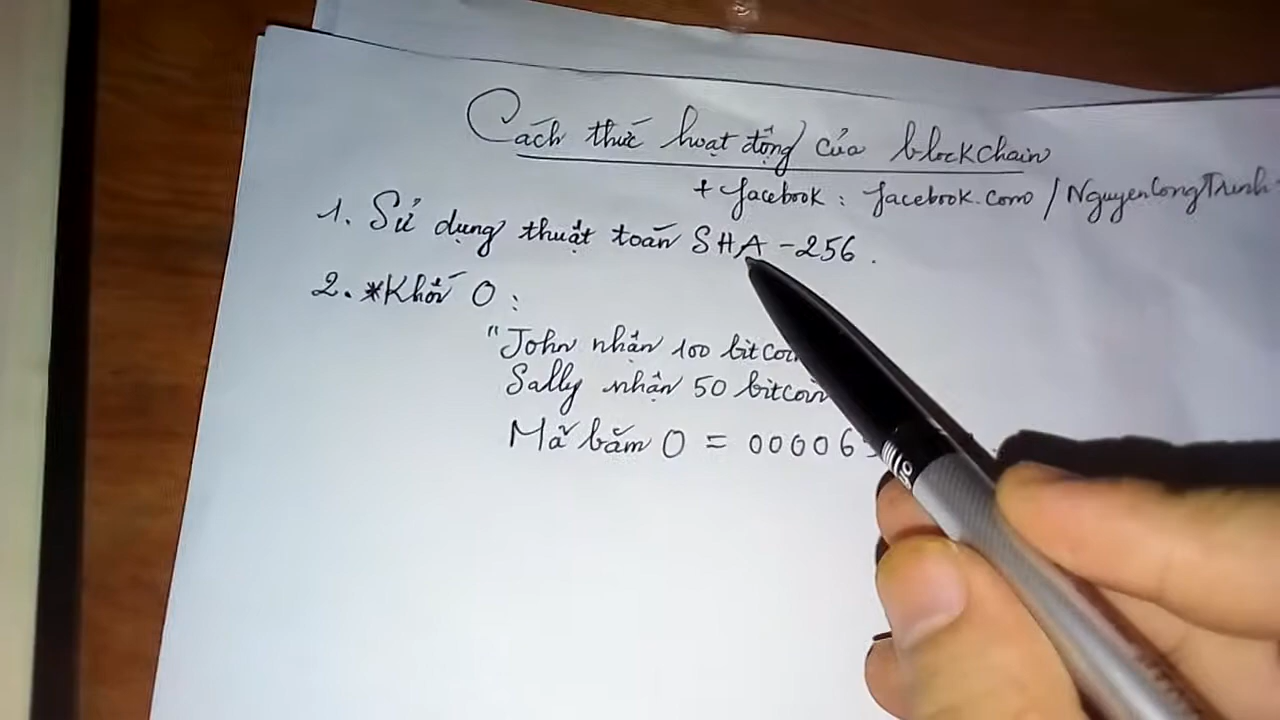 Cách thức hoạt động của blockchain
+ facebook: facebook.com/NguyenCongTrinh
1. Sử dụng thuật toán SHA-256.
2. *Khối 0:
"John nhận 100 bitcoin
Sally nhận 50 bitcoin
Mã băm 0 = 000065